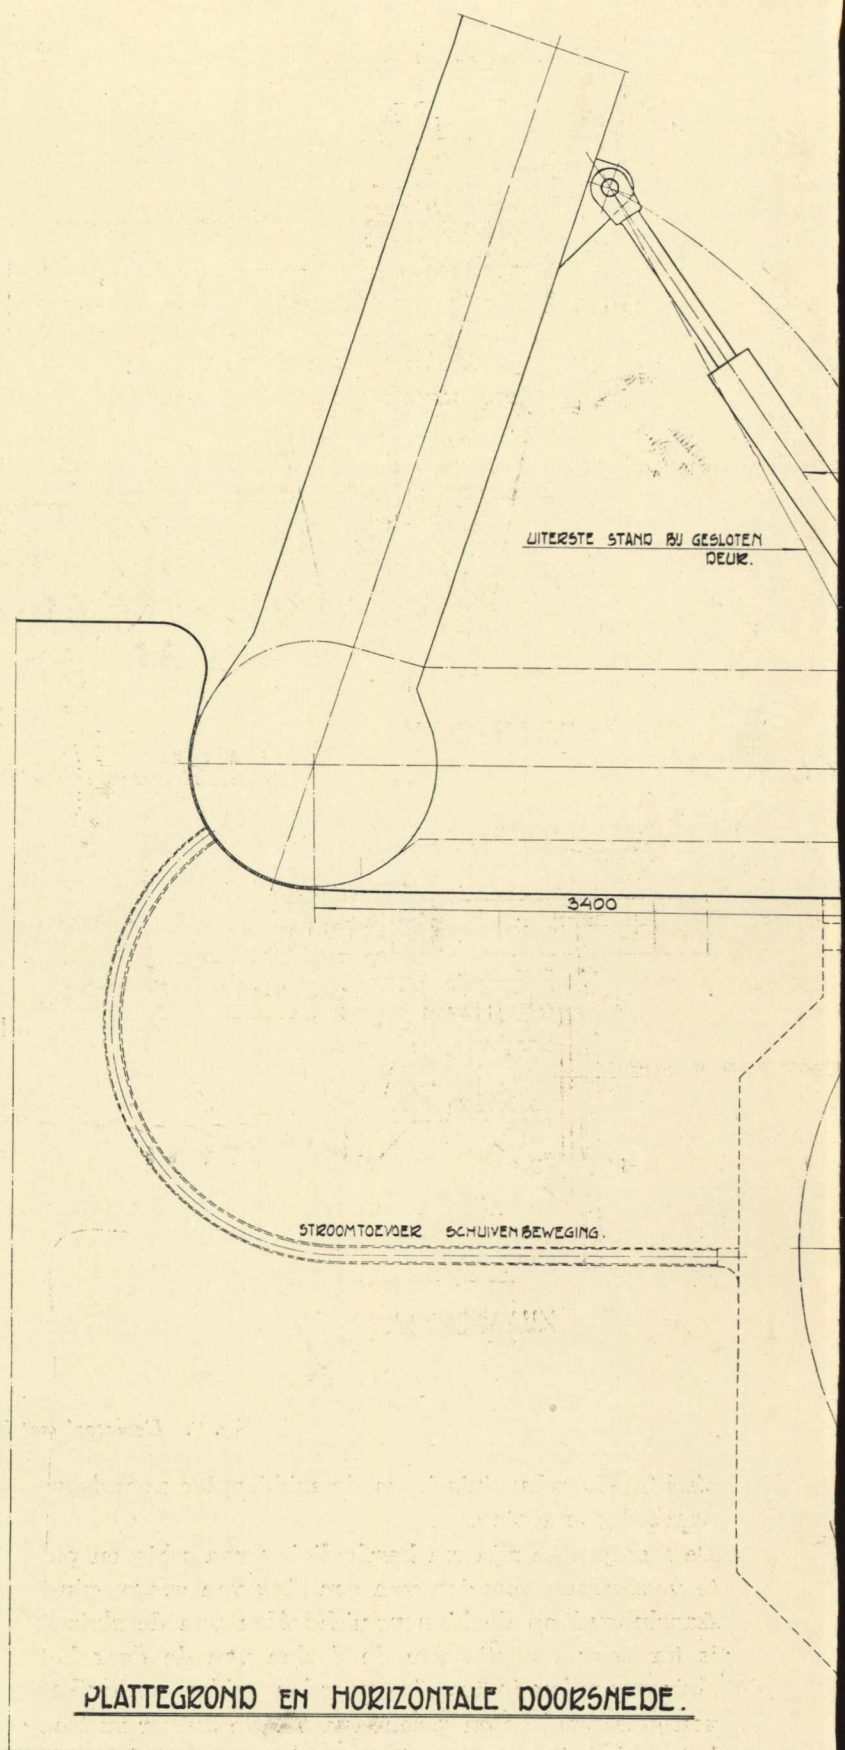 UITERSTE STAND BIJ GESLOTEN
DEUR.
3400
STROOMTOEVOER SCHUIVENBEWEGING.
PLATTEGROND EN HORIZONTALE DOORSNEDE.